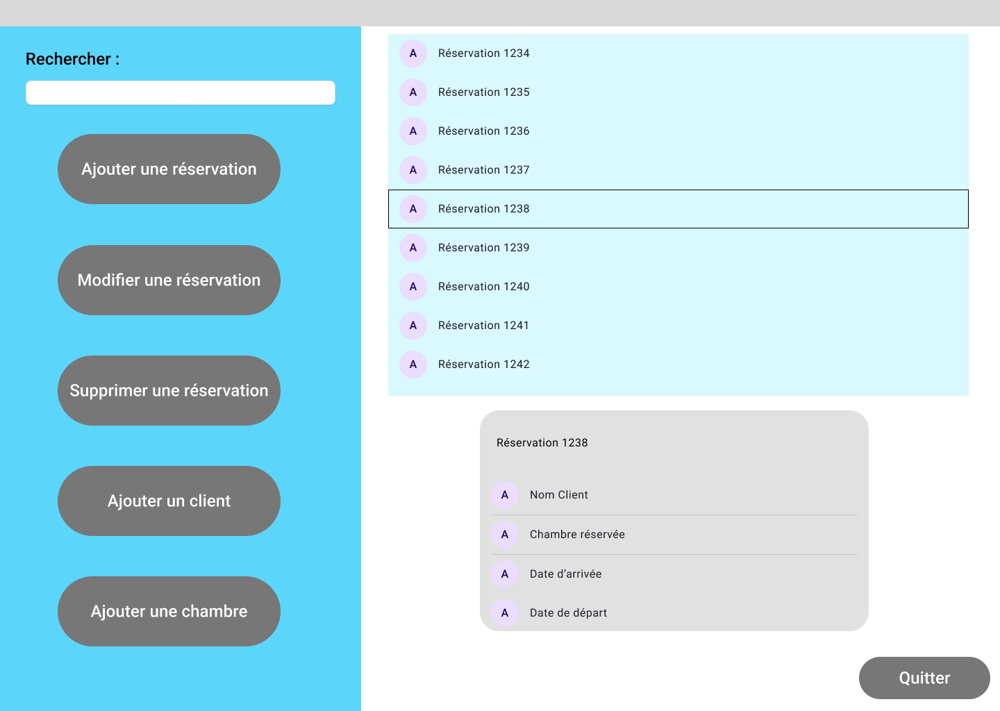 Rechercher :
Ajouter une réservation
Modifier une réservation
Supprimer une réservation
Ajouter un client
Ajouter une chambre
A Réservation 1234
A Réservation 1235
A Réservation 1236
A Réservation 1237
A Réservation 1238
A Réservation 1239
A Réservation 1240
A Réservation 1241
A Réservation 1242
Réservation 1238
A Nom Client
A Chambre réservée
A Date d’arrivée
A Date de départ
Quitter